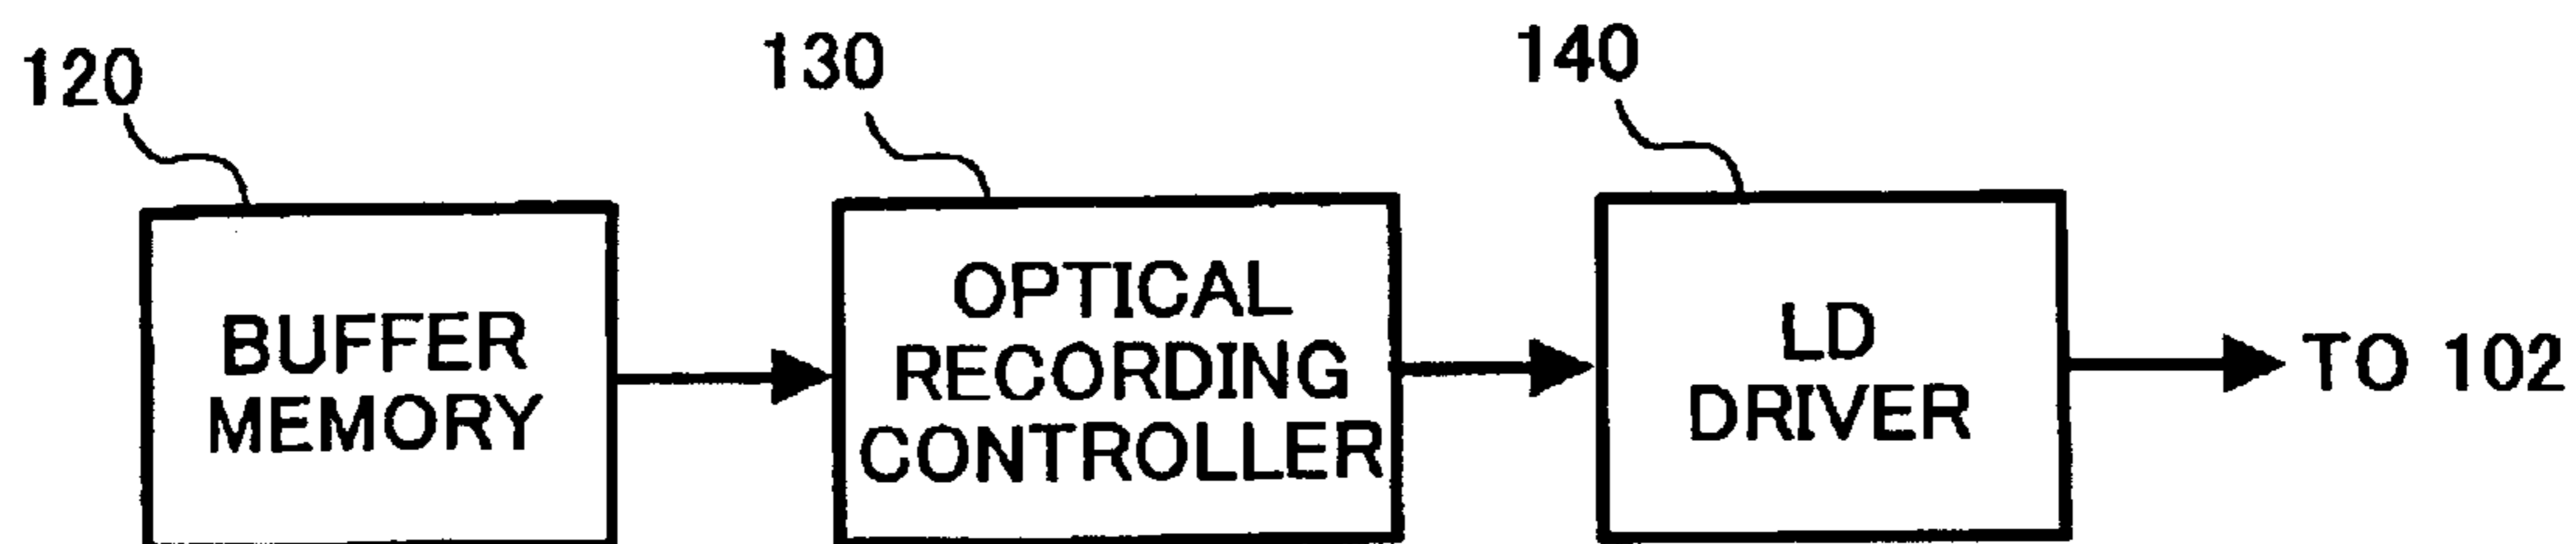 120
130
140
BUFFER
MEMORY
OPTICAL
RECORDING
CONTROLLER
LD
DRIVER
TO 102